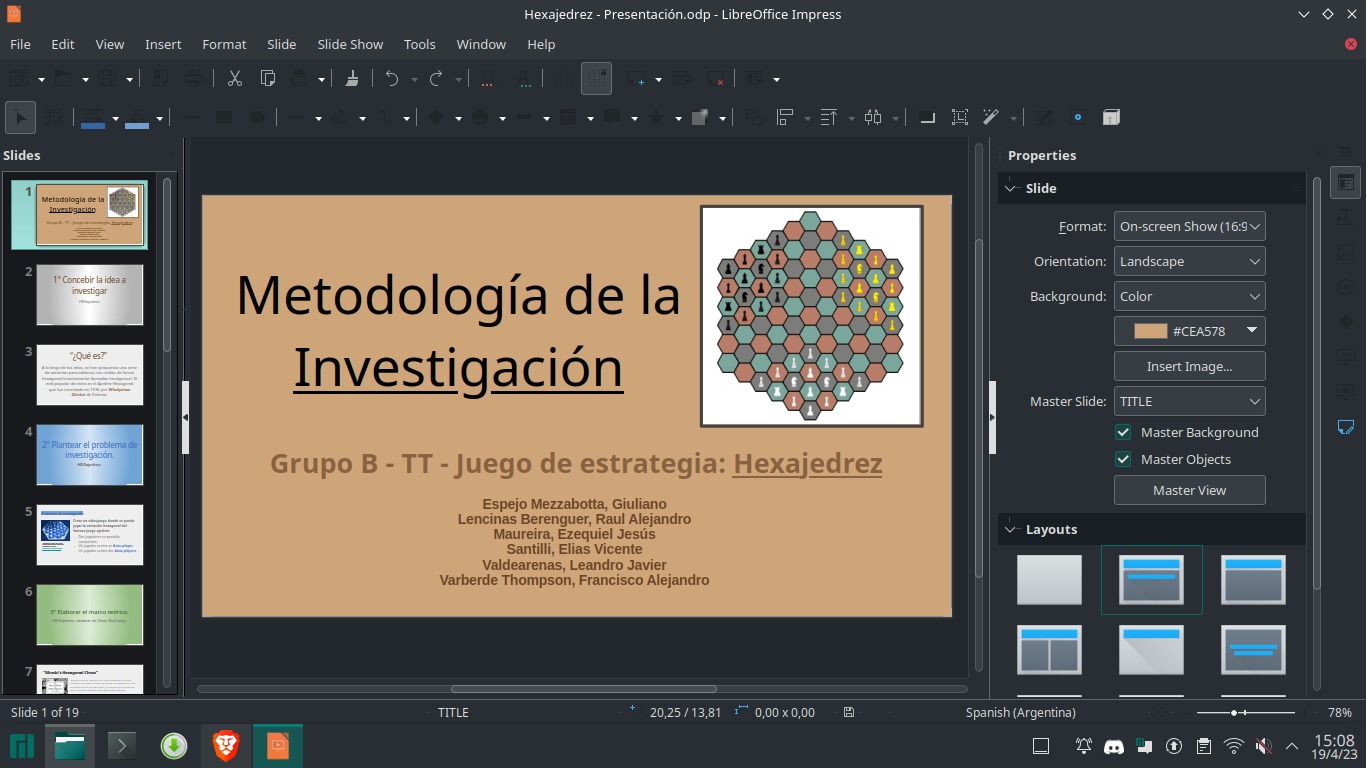 Hexajedrez - Presentación.odp - LibreOffice Impress
File Edit View Insert Format Slide Slide Show Tools Window Help
Slides
1
Metodología de la
Investigación
Grupo B - TT - Juego de estrategia: Hexajedrez
2
1° Concebir la idea a
investigar
3
"¿Qué es?"
4
2° Plantear el problema de
investigación.
5
6
3° Elaborar el marco teórico.
7
"Glinski's Hexagonal Chess"
Metodología de la
Investigación
Grupo B - TT - Juego de estrategia: Hexajedrez
Espejo Mezzabotta, Giuliano
Lencinas Berenguer, Raul Alejandro
Maureira, Ezequiel Jesús
Santilli, Elias Vicente
Valdearenas, Leandro Javier
Varberde Thompson, Francisco Alejandro
Properties
Slide
Format: On-screen Show (16:9
Orientation: Landscape
Background: Color
#CEA578
Insert Image...
Master Slide: TITLE
Master Background
Master Objects
Master View
Layouts
Slide 1 of 19 TITLE 20,25 / 13,81 0,00 x 0,00 Spanish (Argentina) 78%
15:08
19/4/23